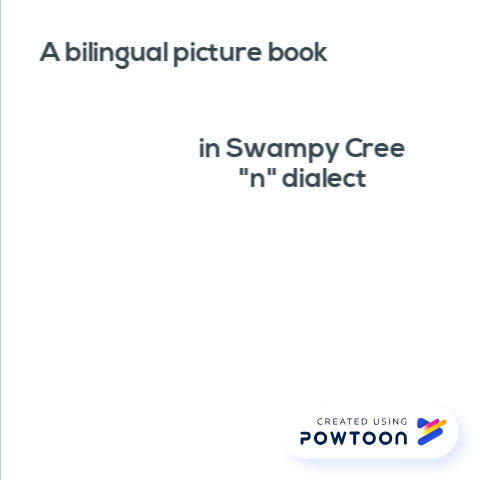 A bilingual picture book
in Swampy Cree
"n" dialect
CREATED USING
POWTOON